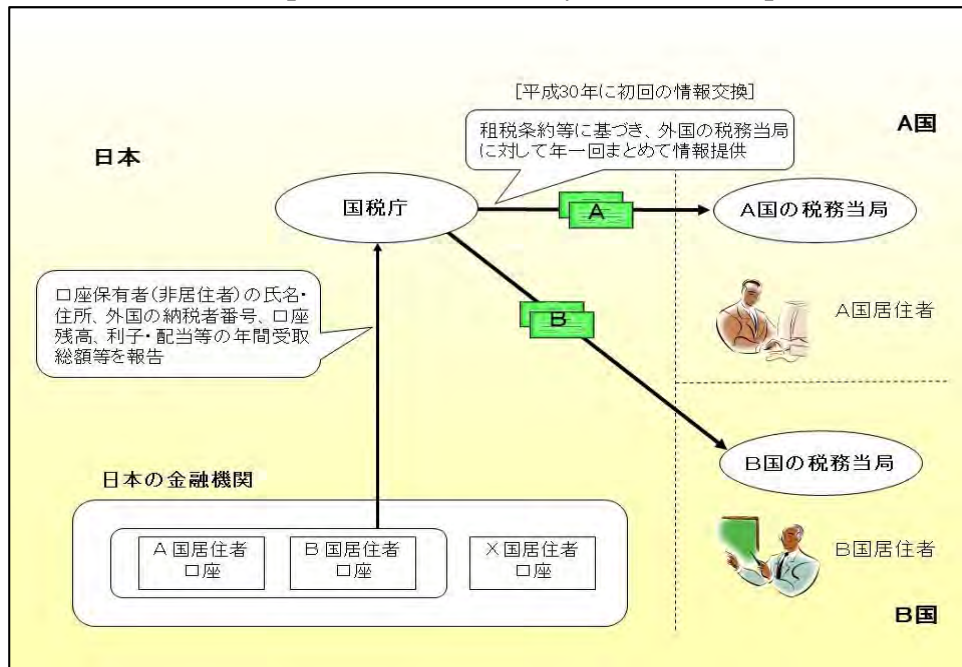 [平成30年に初回の情報交換]
租税条約等に基づき、外国の税務当局
に対して年一回まとめて情報提供
A国
日本
国税庁
A
A国の税務当局
口座保有者(非居住者)の氏名・
住所、外国の納税者番号、口座
残高、利子・配当等の年間受取
総額等を報告
B
A国居住者
日本の金融機関
B国の税務当局
A国居住者
口座
B国居住者
口座
X国居住者
口座
B国居住者
B国